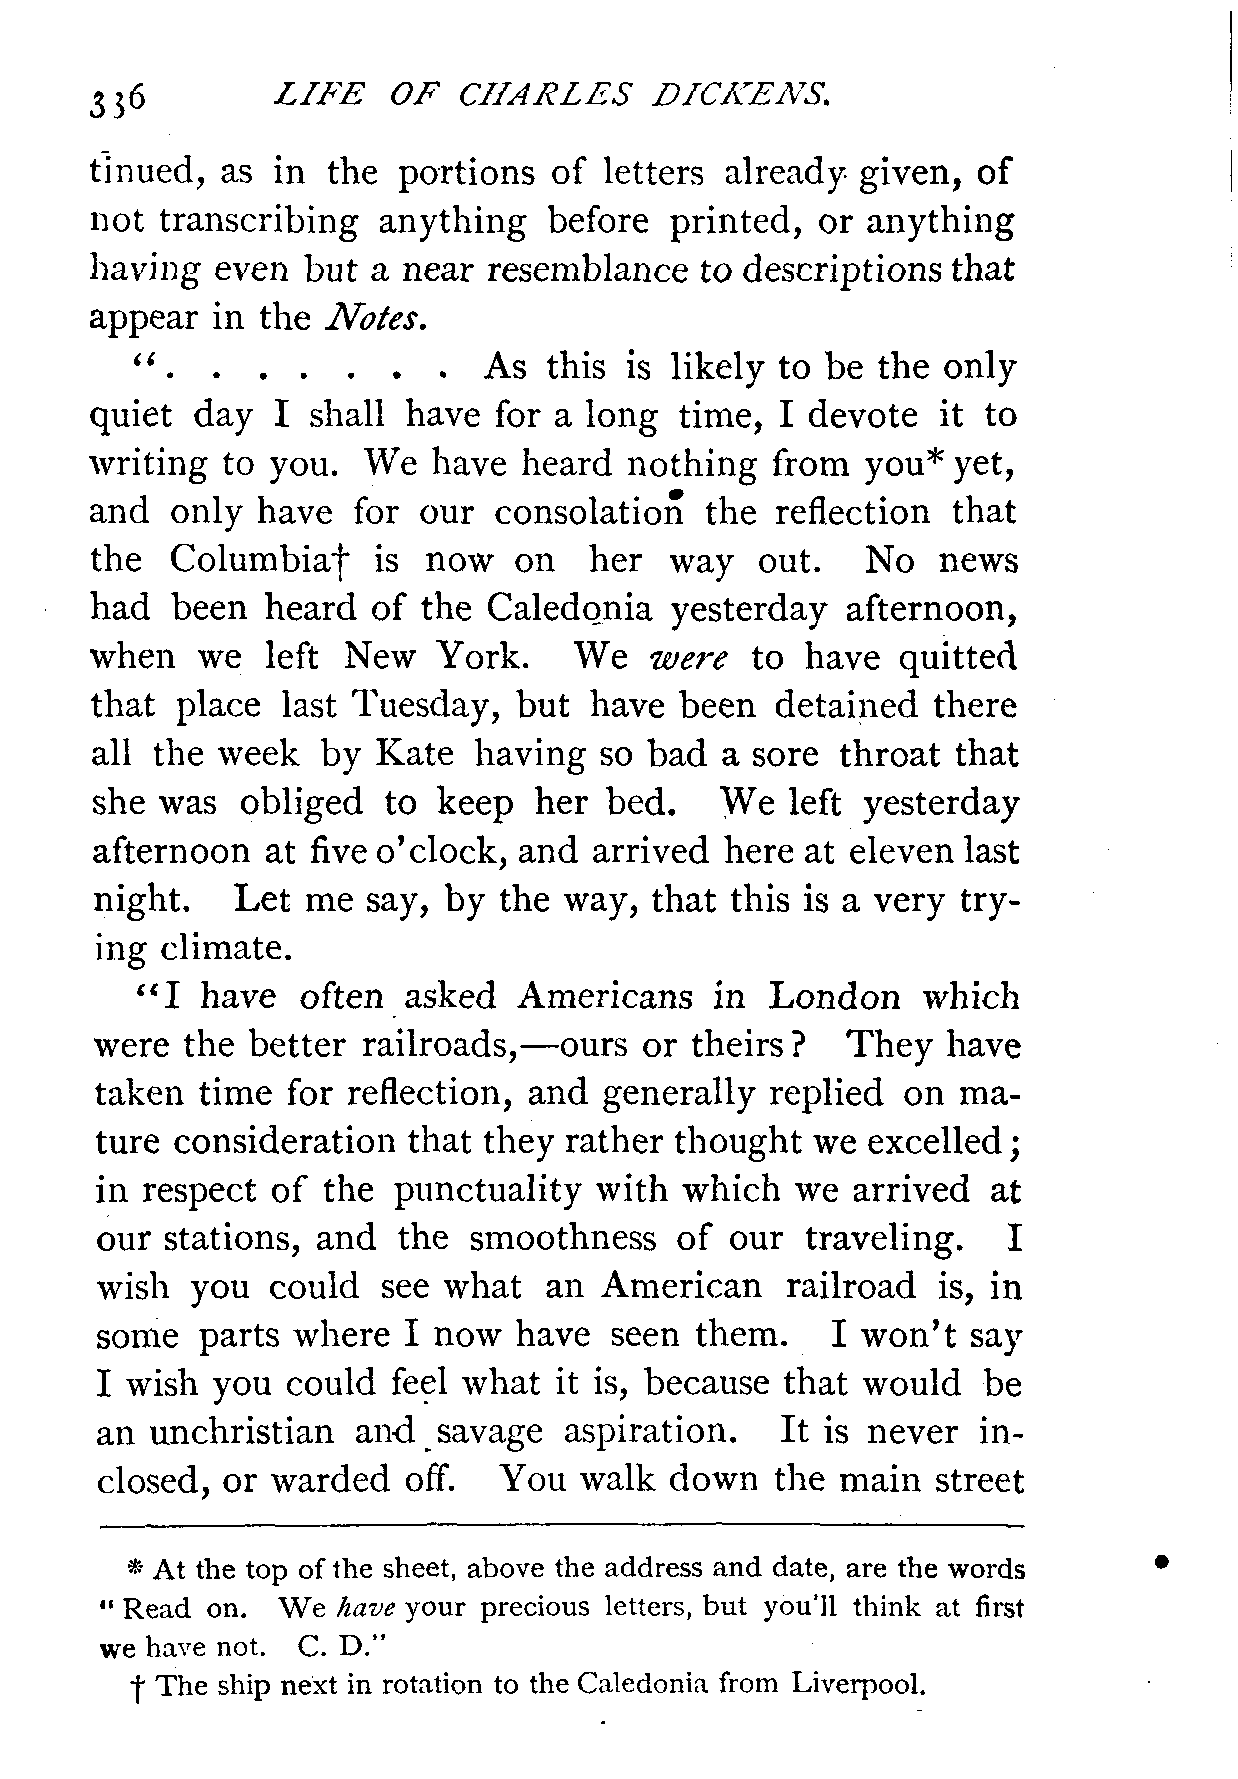 336 LIFE OF CHARLES DICKENS.
tinued, as in the portions of letters already given, of
not transcribing anything before printed, or anything
having even but a near resemblance to descriptions that
appear in the Notes.
“. . . . . . . As this is likely to be the only
quiet day I shall have for a long time, I devote it to
writing to you. We have heard nothing from you* yet,
and only have for our consolation the reflection that
the Columbia† is now on her way out. No news
had been heard of the Caledonia yesterday afternoon,
when we left New York. We were to have quitted
that place last Tuesday, but have been detained there
all the week by Kate having so bad a sore throat that
she was obliged to keep her bed. We left yesterday
afternoon at five o’clock, and arrived here at eleven last
night. Let me say, by the way, that this is a very try-
ing climate.
“I have often asked Americans in London which
were the better railroads,—ours or theirs? They have
taken time for reflection, and generally replied on ma-
ture consideration that they rather thought we excelled;
in respect of the punctuality with which we arrived at
our stations, and the smoothness of our traveling. I
wish you could see what an American railroad is, in
some parts where I now have seen them. I won’t say
I wish you could feel what it is, because that would be
an unchristian and savage aspiration. It is never in-
closed, or warded off. You walk down the main street
* At the top of the sheet, above the address and date, are the words
“Read on. We have your precious letters, but you’ll think at first
we have not. C. D.”
† The ship next in rotation to the Caledonia from Liverpool.